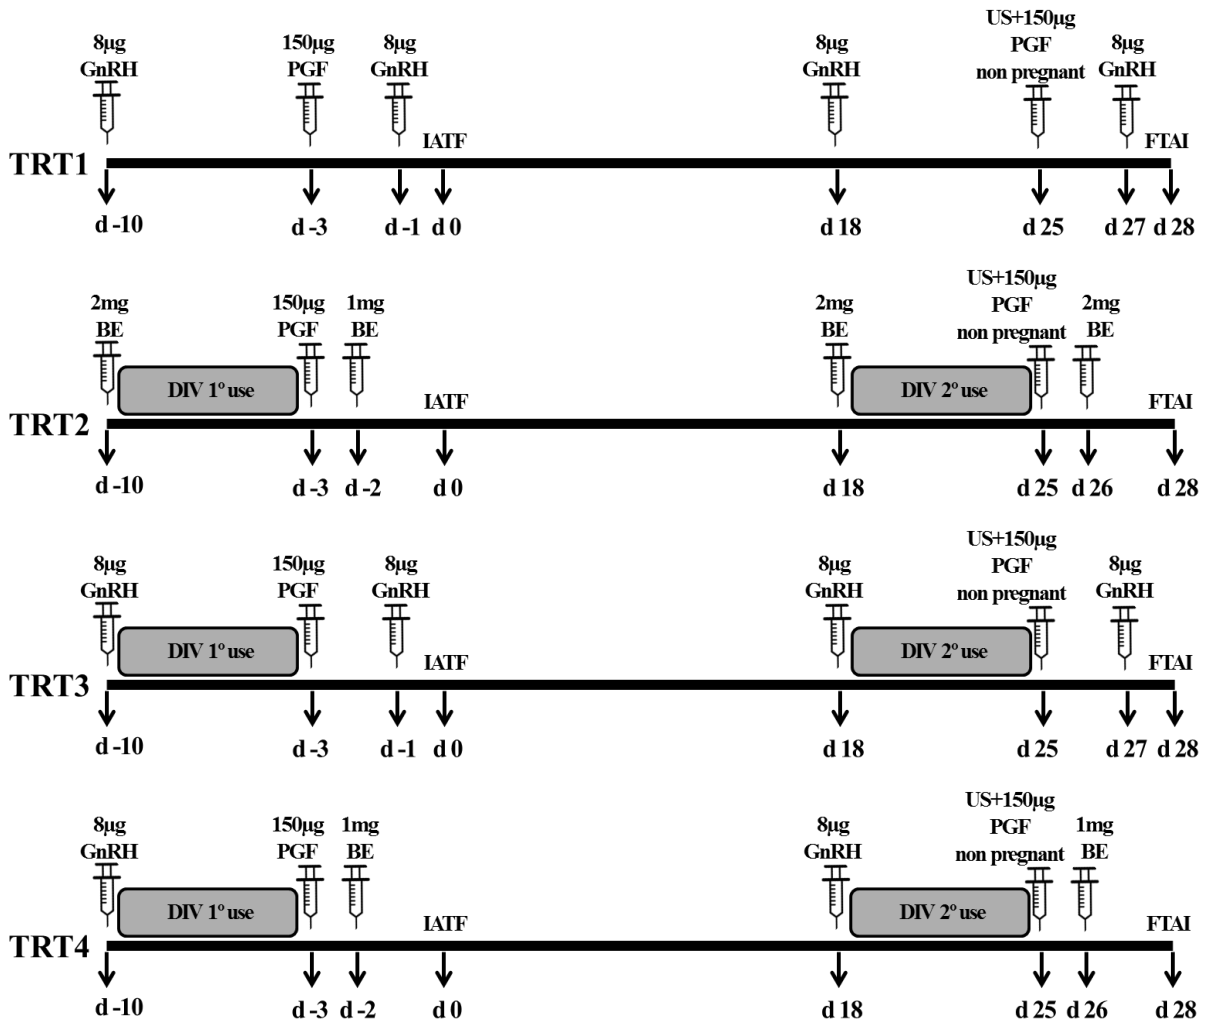 US+150µg
8µg 150µg 8µg 8µg PGF 8µg
GnRH PGF GnRH GnRH non pregnant GnRH
IATF FTAI
TRT1
d -10 d -3 d -1 d 0 d 18 d 25 d 27 d 28
US+150µg
2mg 150µg 1mg 2mg PGF 2mg
BE PGF BE BE non pregnant BE
DIV 1º use DIV 2º use
IATF FTAI
TRT2
d -10 d -3 d -2 d 0 d 18 d 25 d 26 d 28
US+150µg
8µg 150µg 8µg 8µg PGF 8µg
GnRH PGF GnRH GnRH non pregnant GnRH
DIV 1º use DIV 2º use
IATF FTAI
TRT3
d -10 d -3 d -1 d 0 d 18 d 25 d 27 d 28
US+150µg
8µg 150µg 1mg 8µg PGF 1mg
GnRH PGF BE GnRH non pregnant BE
DIV 1º use DIV 2º use
IATF FTAI
TRT4
d -10 d -3 d -2 d 0 d 18 d 25 d 26 d 28